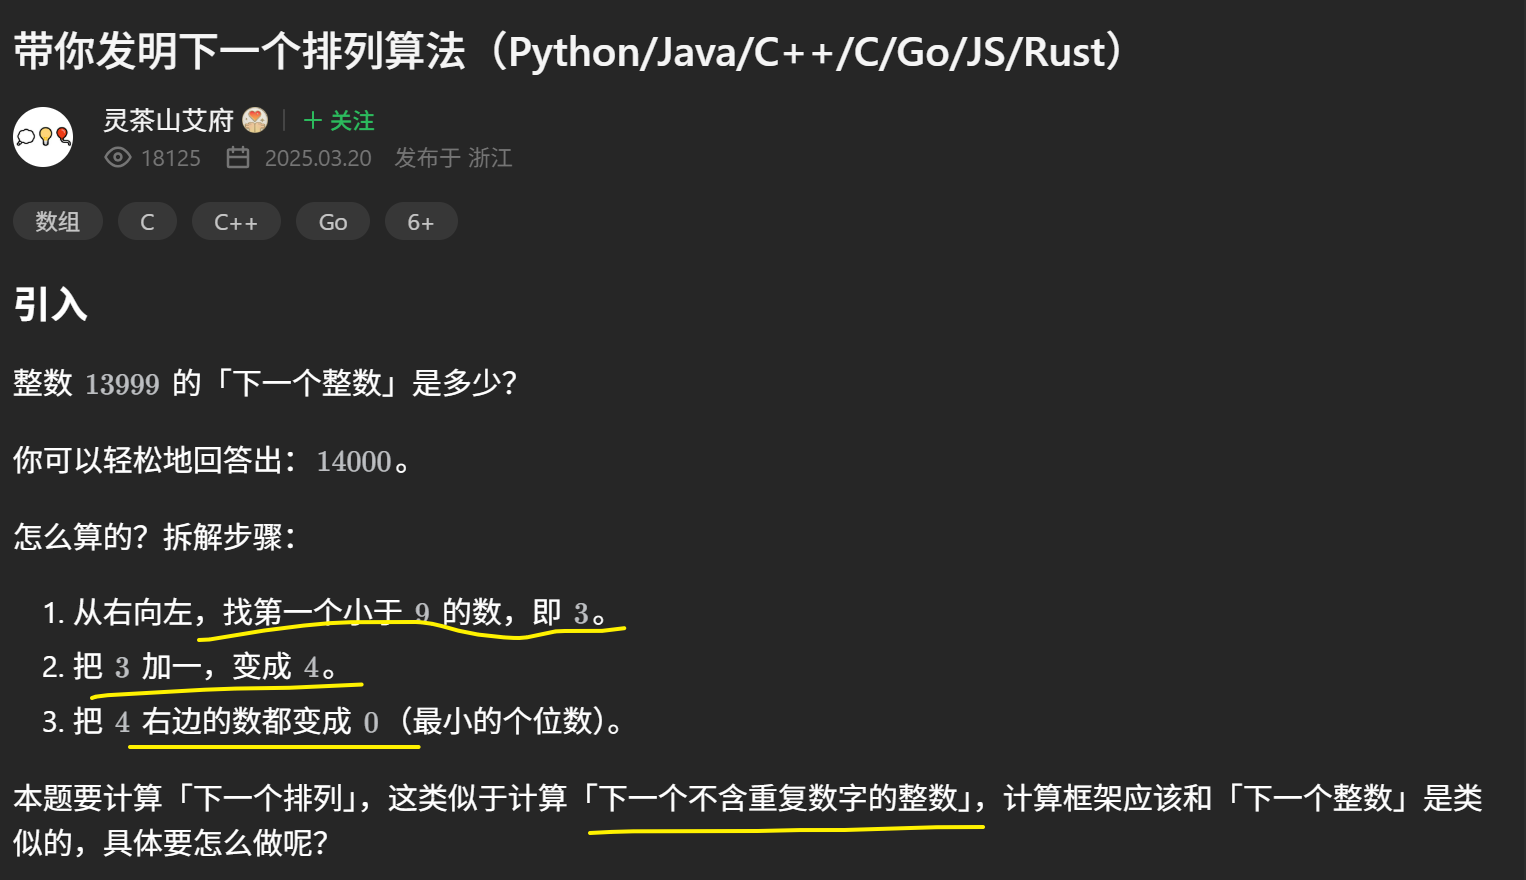 带你发明下一个排列算法（Python/Java/C++/C/Go/JS/Rust）
灵茶山艾府 + 关注
18125 2025.03.20 发布于 浙江
数组 C C++ Go 6+
引入
整数 13999 的「下一个整数」是多少？
你可以轻松地回答出：14000。
怎么算的？拆解步骤：
1. 从右向左，找第一个小于 9 的数，即 3。
2. 把 3 加一，变成 4。
3. 把 4 右边的数都变成 0（最小的个位数）。
本题要计算「下一个排列」，这类似于计算「下一个不含重复数字的整数」，计算框架应该和「下一个整数」是类
似的，具体要怎么做呢？